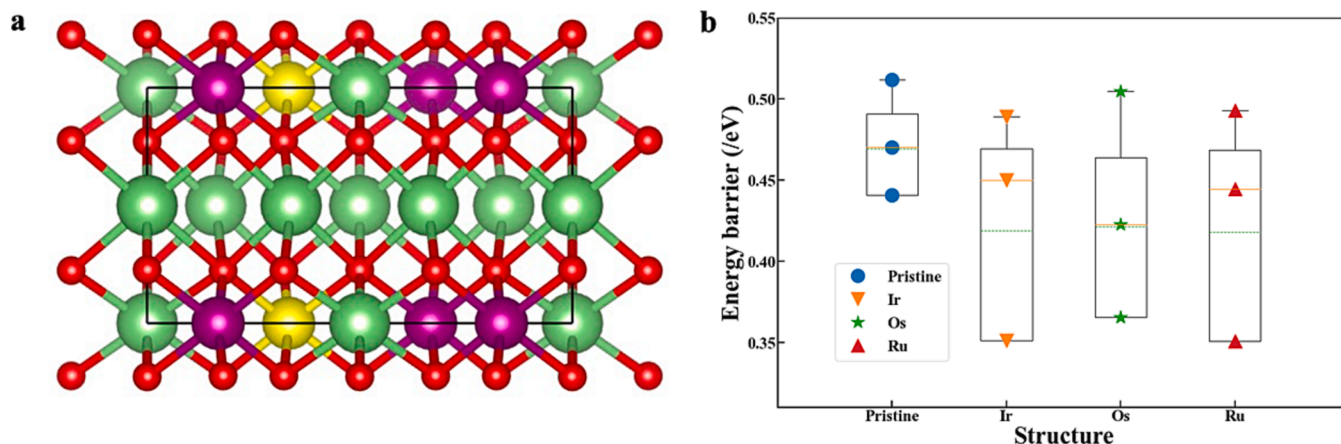 a
b
0.55
0.50
0.45
0.40
0.35
Energy barrier (/eV)
Pristine
Ir
Os
Ru
Pristine
Ir
Os
Ru
Structure